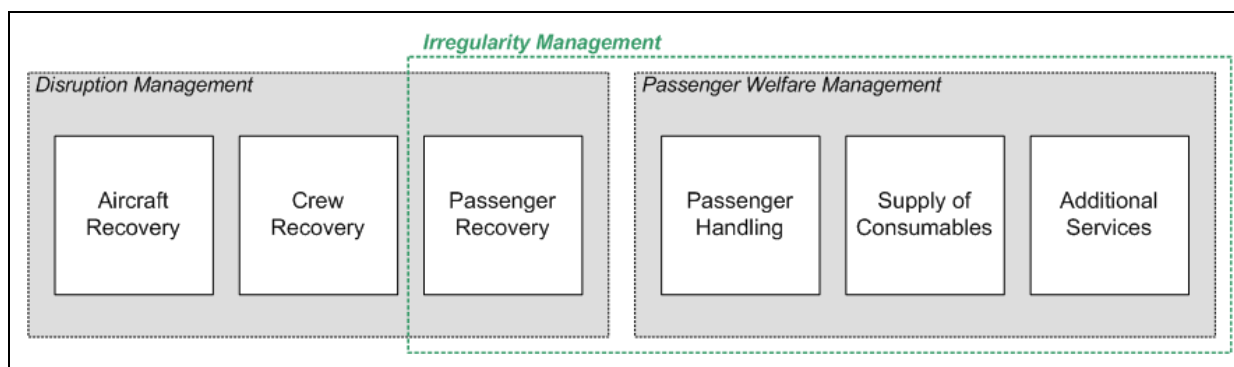 Irregularity Management
Disruption Management
Passenger Welfare Management
Aircraft
Recovery
Crew
Recovery
Passenger
Recovery
Passenger
Handling
Supply of
Consumables
Additional
Services